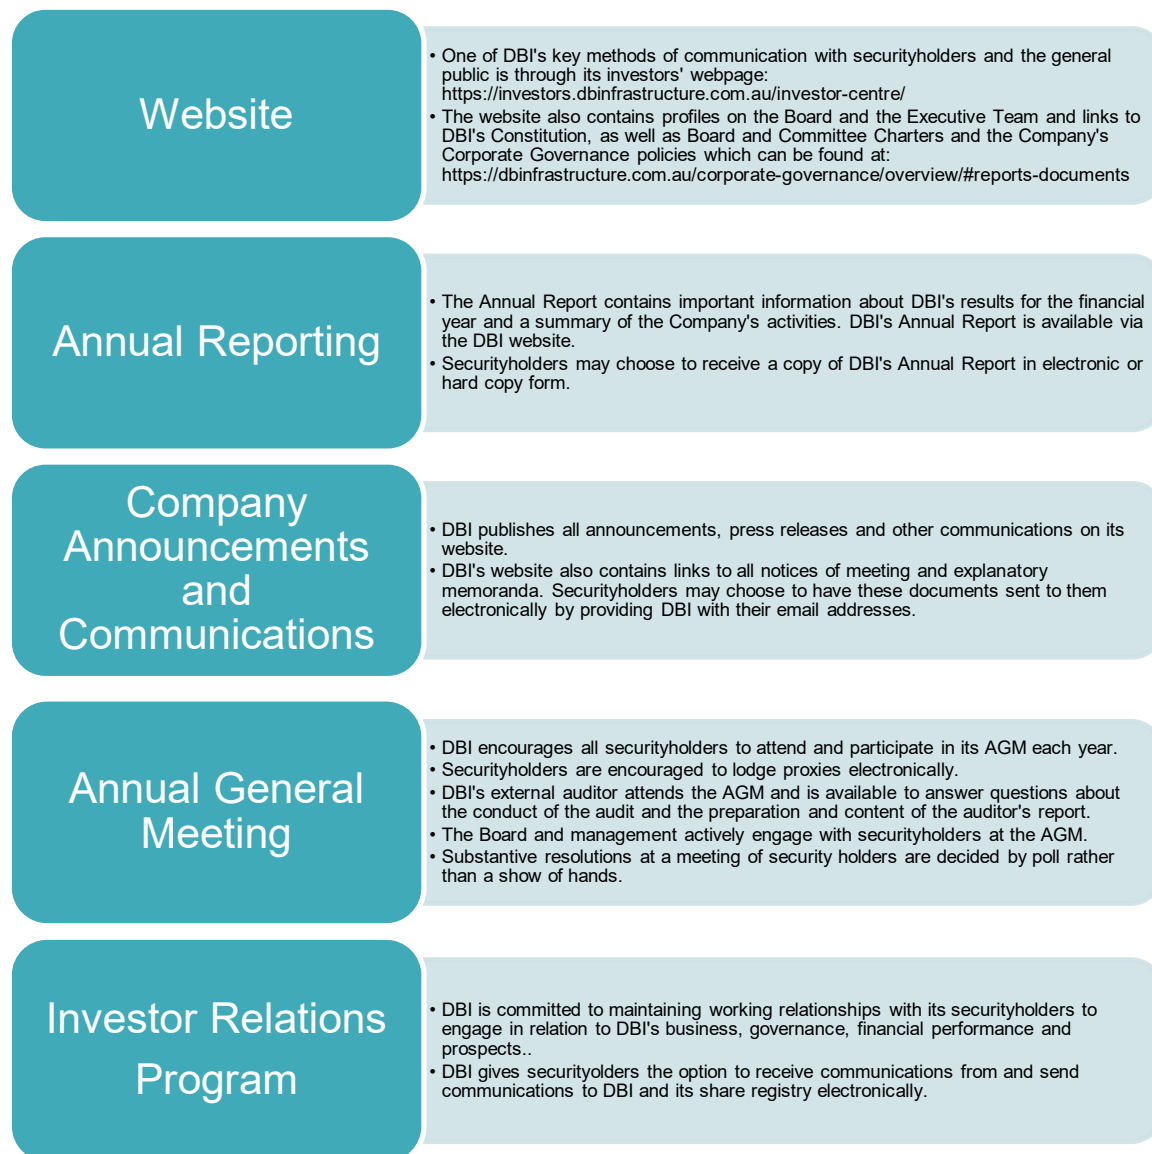 Website
• One of DBI's key methods of communication with securityholders and the general
public is through its investors' webpage:
https://investors.dbinfrastructure.com.au/investor-centre/
• The website also contains profiles on the Board and the Executive Team and links to
DBI's Constitution, as well as Board and Committee Charters and the Company's
Corporate Governance policies which can be found at:
https://dbinfrastructure.com.au/corporate-governance/overview/#reports-documents
Annual Reporting
• The Annual Report contains important information about DBI's results for the financial
year and a summary of the Company's activities. DBI's Annual Report is available via
the DBI website.
• Securityholders may choose to receive a copy of DBI's Annual Report in electronic or
hard copy form.
Company
Announcements
and
Communications
• DBI publishes all announcements, press releases and other communications on its
website.
• DBI's website also contains links to all notices of meeting and explanatory
memoranda. Securityholders may choose to have these documents sent to them
electronically by providing DBI with their email addresses.
Annual General
Meeting
• DBI encourages all securityholders to attend and participate in its AGM each year.
• Securityholders are encouraged to lodge proxies electronically.
• DBI's external auditor attends the AGM and is available to answer questions about
the conduct of the audit and the preparation and content of the auditor's report.
• The Board and management actively engage with securityholders at the AGM.
• Substantive resolutions at a meeting of security holders are decided by poll rather
than a show of hands.
Investor Relations
Program
• DBI is committed to maintaining working relationships with its securityholders to
engage in relation to DBI's business, governance, financial performance and
prospects..
• DBI gives securityolders the option to receive communications from and send
communications to DBI and its share registry electronically.